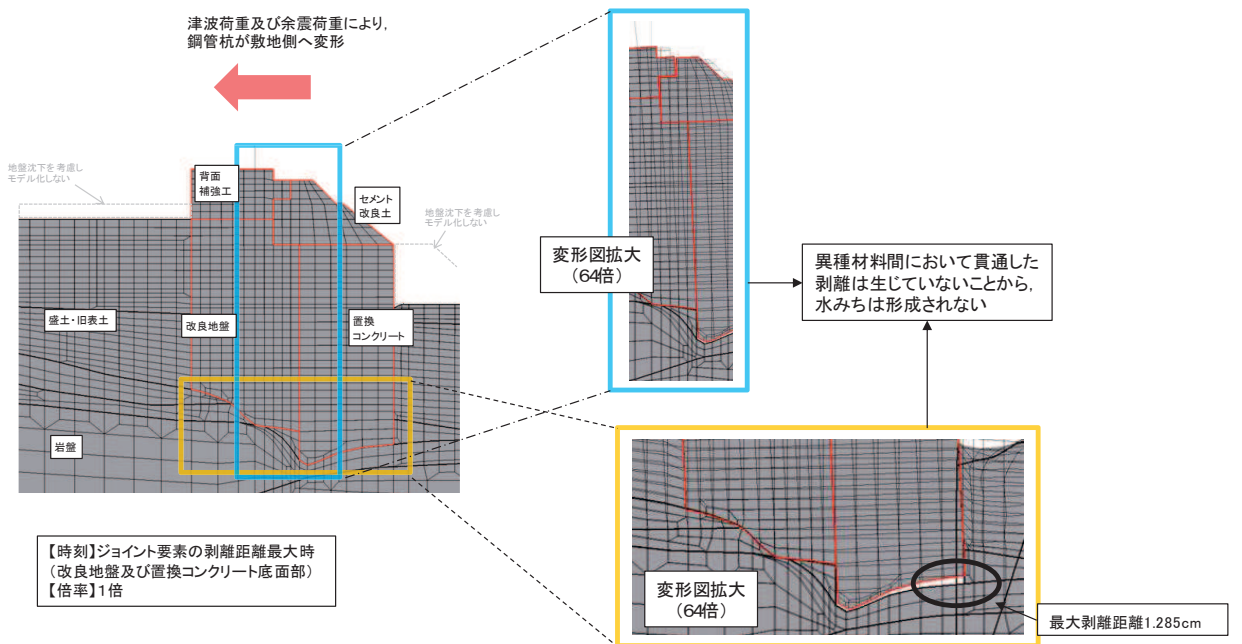 津波荷重及び余震荷重により,
鋼管杭が敷地側へ変形
地盤沈下を考慮し
モデル化しない
背面
補強工
セメント
改良土
地盤沈下を考慮し
モデル化しない
盛土・旧表土
改良地盤
置換
コンクリート
岩盤
変形図拡大
(64倍)
異種材料間において貫通した
剥離は生じていないことから,
水みちは形成されない
【時刻】ジョイント要素の剥離距離最大時
(改良地盤及び置換コンクリート底面部)
【倍率】1倍
変形図拡大
(64倍)
最大剥離距離1.285cm